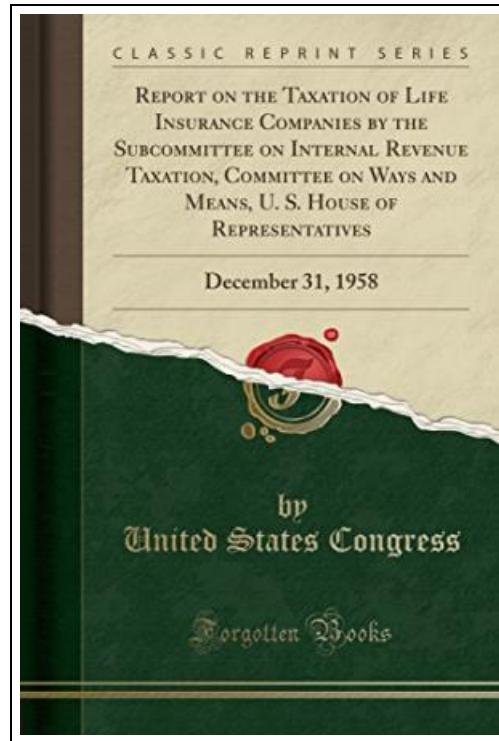 CLASSIC REPRINT SERIES
REPORT ON THE TAXATION OF LIFE
INSURANCE COMPANIES BY THE
SUBCOMMITTEE ON INTERNAL REVENUE
TAXATION, COMMITTEE ON WAYS AND
MEANS, U. S. HOUSE OF
REPRESENTATIVES
December 31, 1958
by
United States Congress
Forgotten Books